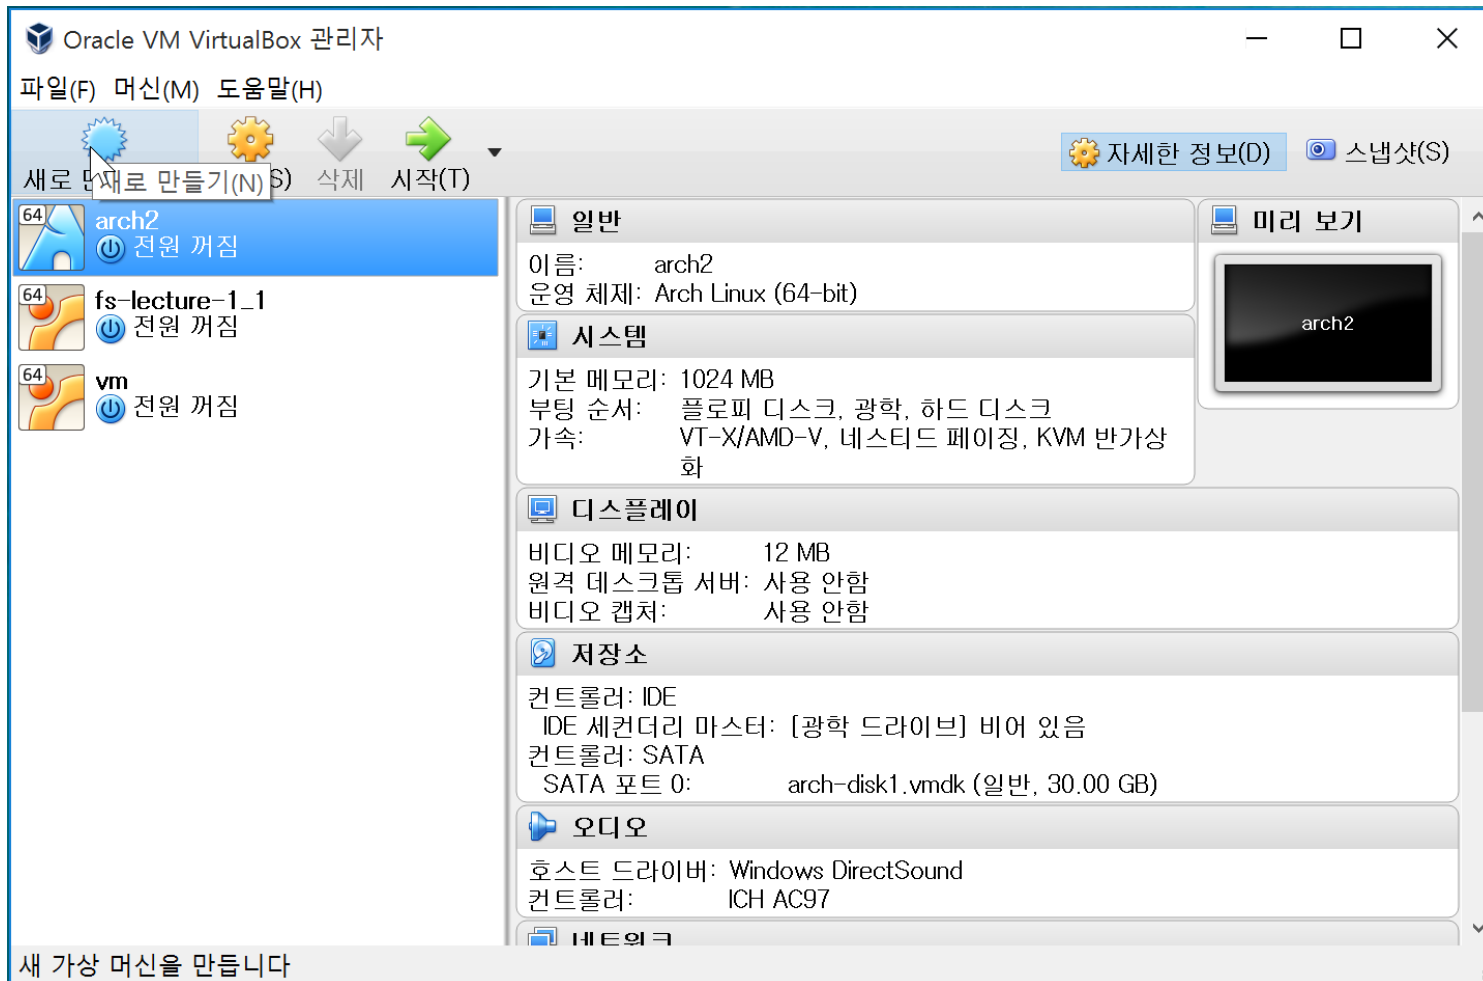 Oracle VM VirtualBox 관리자
파일(F) 머신(M) 도움말(H)
새로 S) 삭제 시작(T)
새로 만들기(N)
자세한 정보(D) 스냅샷(S)
64 arch2
전원 꺼짐
64 fs-lecture-1_1
전원 꺼짐
64 vm
전원 꺼짐
일반
이름: arch2
운영 체제: Arch Linux (64-bit)
시스템
기본 메모리: 1024 MB
부팅 순서: 플로피 디스크, 광학, 하드 디스크
가속: VT-X/AMD-V, 네스티드 페이징, KVM 반가상
화
미리 보기
arch2
디스플레이
비디오 메모리: 12 MB
원격 데스크톱 서버: 사용 안함
비디오 캡처: 사용 안함
저장소
컨트롤러: IDE
IDE 세컨더리 마스터: [광학 드라이브] 비어 있음
컨트롤러: SATA
SATA 포트 0: arch-disk1.vmdk (일반, 30.00 GB)
오디오
호스트 드라이버: Windows DirectSound
컨트롤러: ICH AC97
네트워크
새 가상 머신을 만듭니다